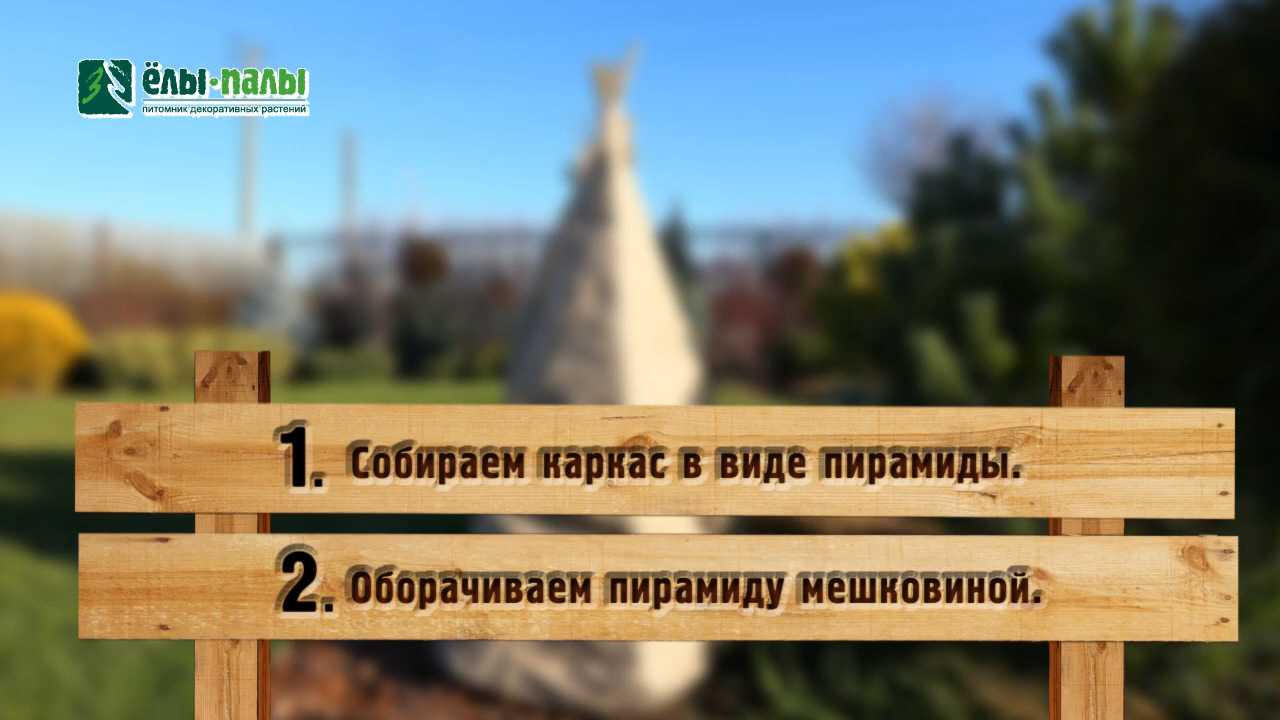 ёлы·палы
питомник декоративных растений
1. Собираем каркас в виде пирамиды.
2. Оборачиваем пирамиду мешковиной.